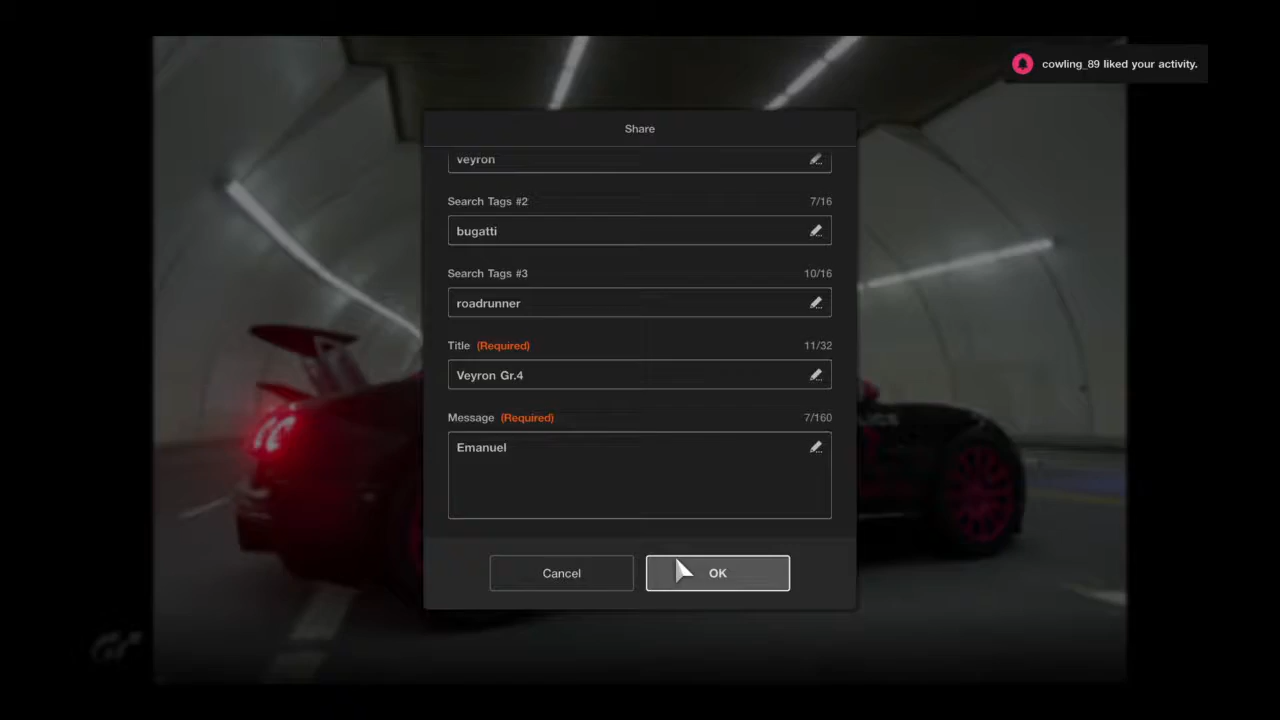 cowling_89 liked your activity.
Share
veyron
Search Tags #2 7/16
bugatti
Search Tags #3 10/16
roadrunner
Title (Required) 11/32
Veyron Gr.4
Message (Required) 7/160
Emanuel
Cancel OK